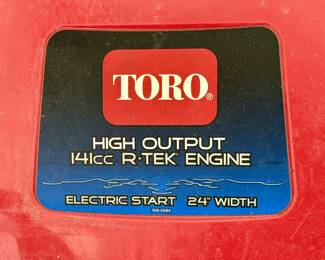 TORO®
HIGH OUTPUT
141cc R-TEK ENGINE
ELECTRIC START 24" WIDTH